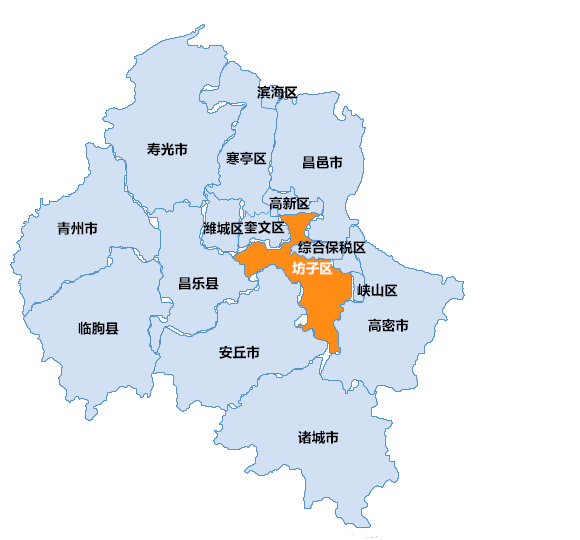 滨海区
寿光市
寒亭区
昌邑市
高新区
青州市
潍城区
奎文区
综合保税区
坊子区
昌乐县
峡山区
临朐县
高密市
安丘市
诸城市